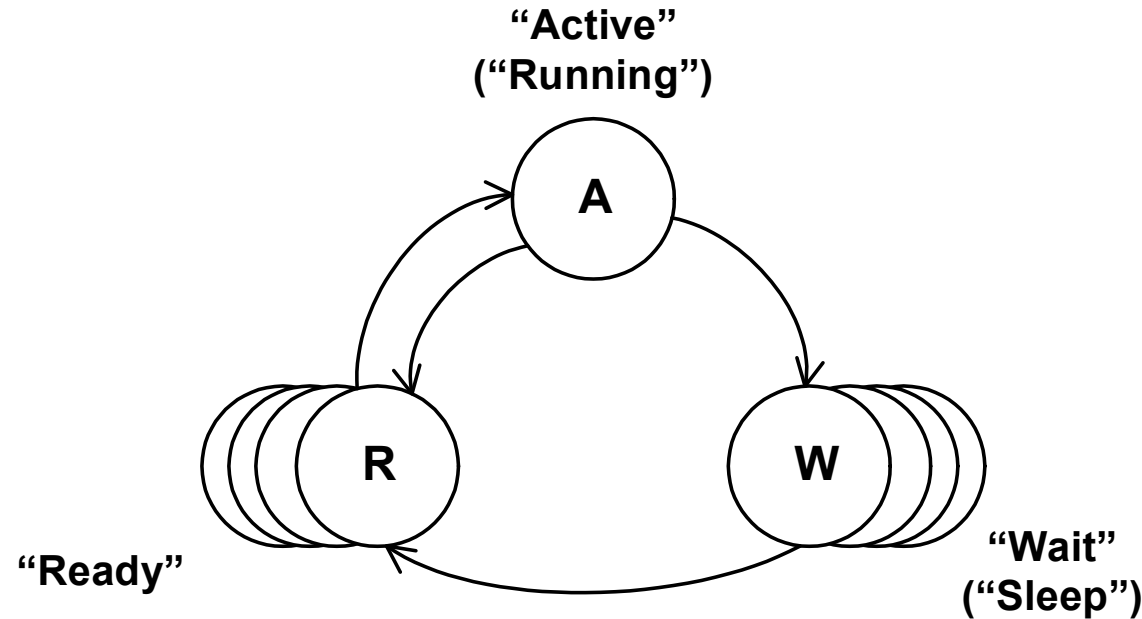 “Active”
(“Running”)
A
R
W
“Ready”
“Wait”
(“Sleep”)